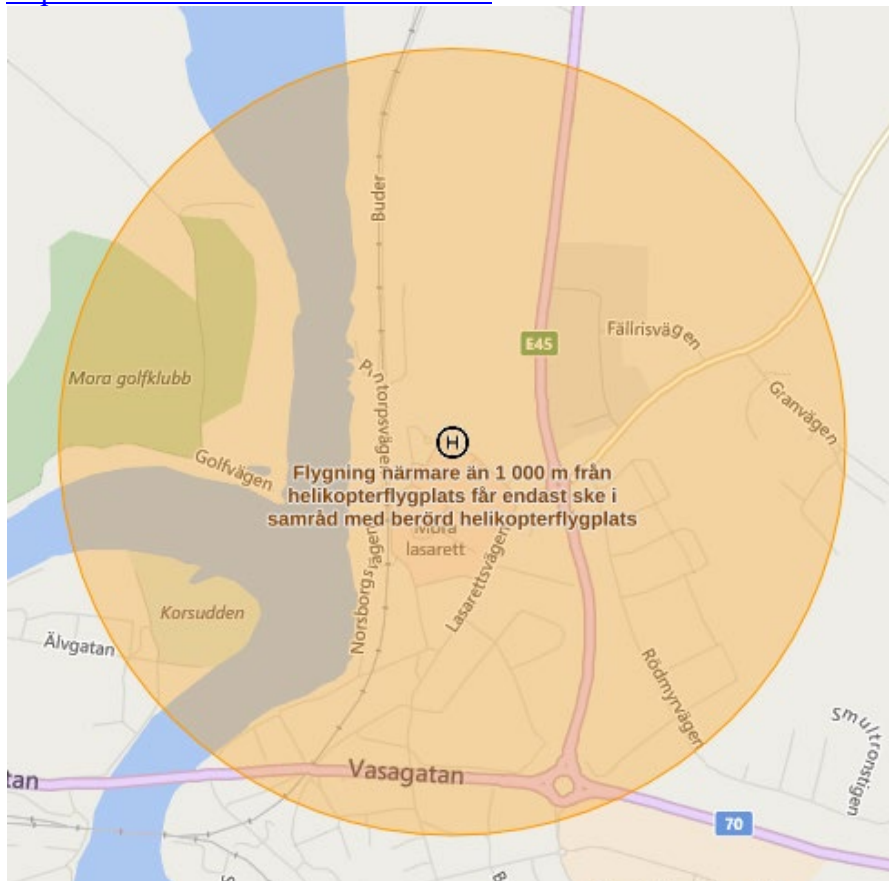 Buder
E45
Fällrisvägen
Mora golfklubb
Granvägen
H
Golfvägen
Flygning närmare än 1 000 m från
helikopterflygplats får endast ske i
samråd med berörd helikopterflygplats
Mora
lasarett
Lasarettsvägen
Korsudden
Älvgatan
Rödmyrvägen
Smultronstigen
Vasagatan
tan
70